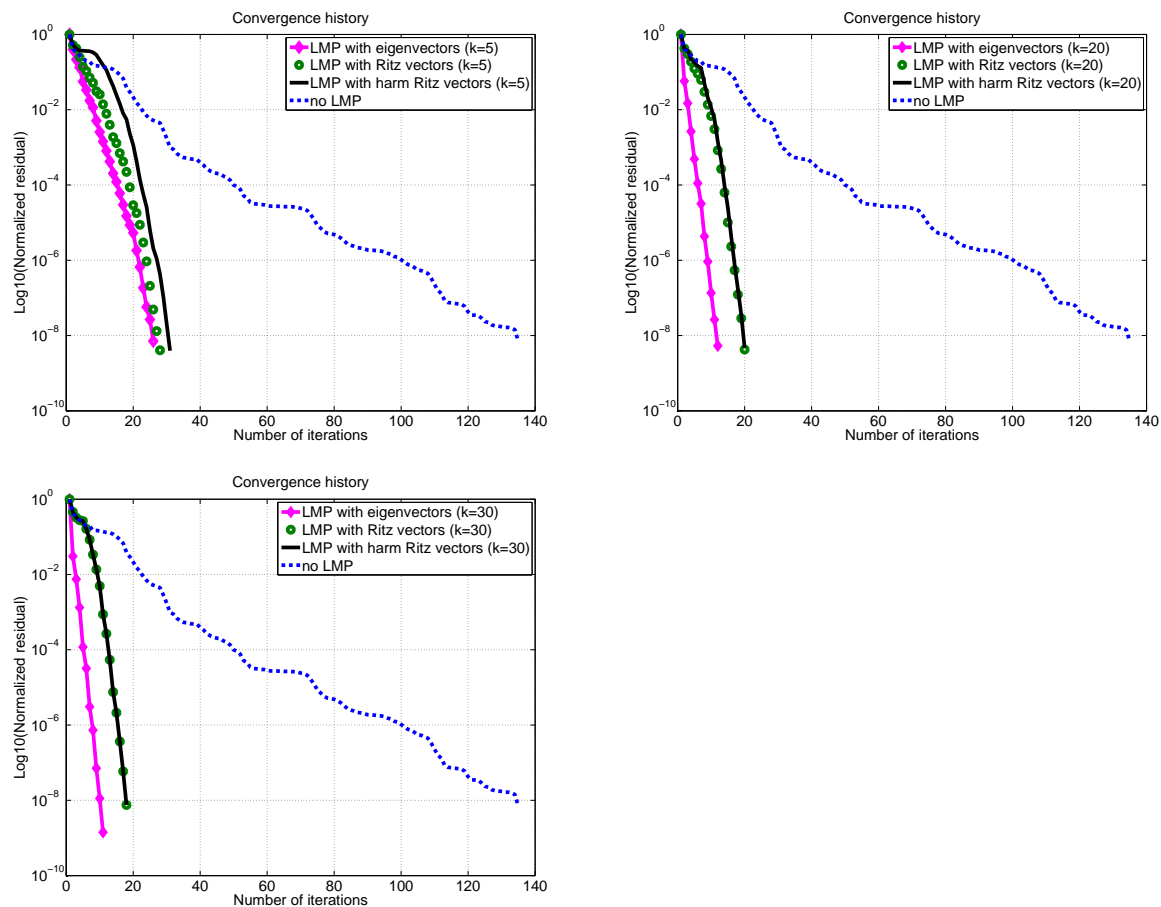 Convergence history
10^0
10^−2
10^−4
10^−6
10^−8
10^−10
Log10(Normalized residual)
LMP with eigenvectors (k=5)
LMP with Ritz vectors (k=5)
LMP with harm Ritz vectors (k=5)
no LMP
0 20 40 60 80 100 120 140
Number of iterations
Convergence history
10^0
10^−2
10^−4
10^−6
10^−8
10^−10
Log10(Normalized residual)
LMP with eigenvectors (k=20)
LMP with Ritz vectors (k=20)
LMP with harm Ritz vectors (k=20)
no LMP
0 20 40 60 80 100 120 140
Number of iterations
Convergence history
10^0
10^−2
10^−4
10^−6
10^−8
10^−10
Log10(Normalized residual)
LMP with eigenvectors (k=30)
LMP with Ritz vectors (k=30)
LMP with harm Ritz vectors (k=30)
no LMP
0 20 40 60 80 100 120 140
Number of iterations